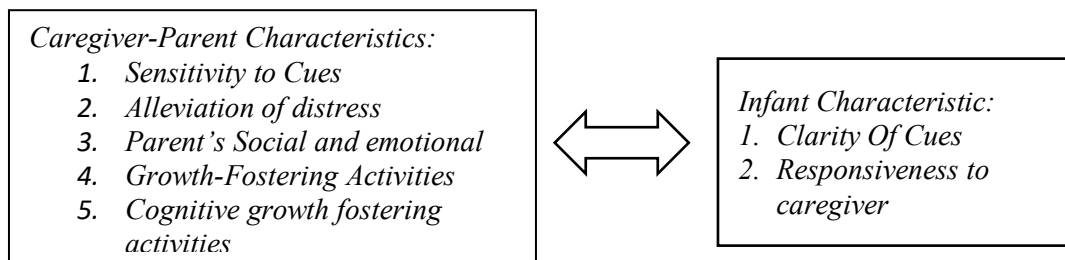 Caregiver-Parent Characteristics:
1. Sensitivity to Cues
2. Alleviation of distress
3. Parent's Social and emotional
4. Growth-Fostering Activities
5. Cognitive growth fostering
activities
Infant Characteristic:
1. Clarity Of Cues
2. Responsiveness to
caregiver